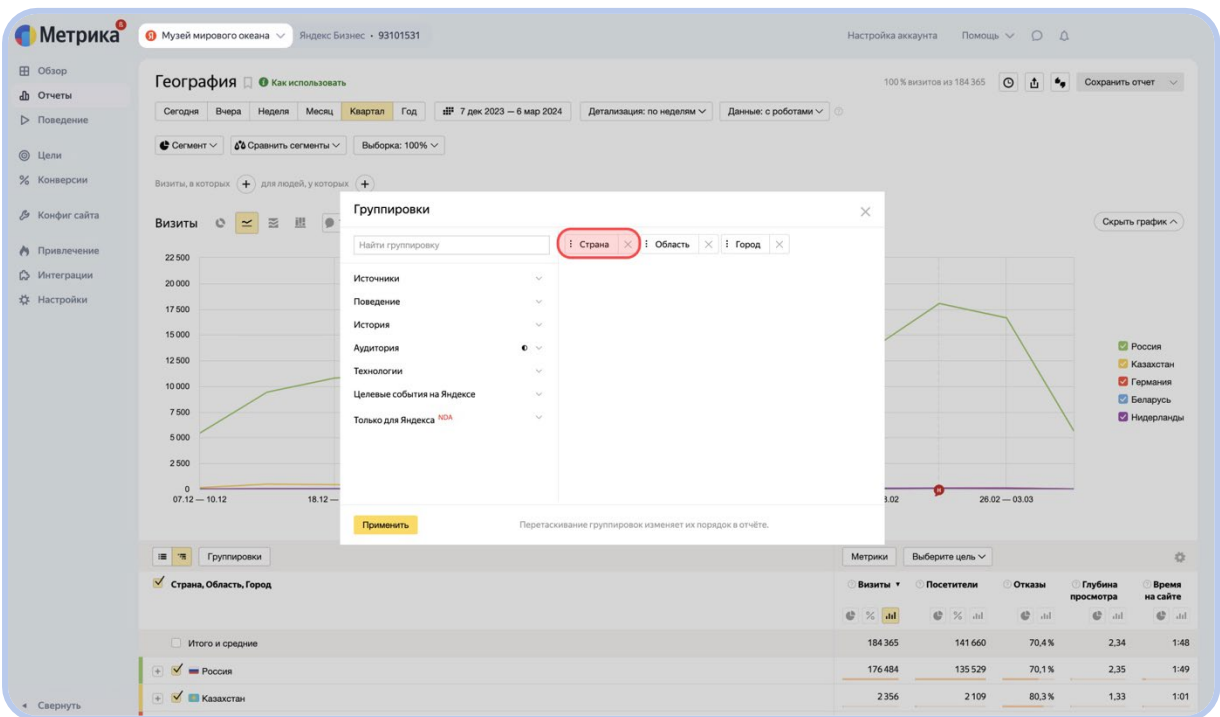 Метрика
Музей мирового океана
Яндекс Бизнес • 93101531
Настройка аккаунта
Помощь
Обзор
Отчеты
Поведение
Цели
Конверсии
Конфиг сайта
Привлечение
Интеграции
Настройки
Свернуть
География
Как использовать
100 % визитов из 184 365
Сохранить отчет
Сегодня Вчера Неделя Месяц Квартал Год
7 дек 2023 — 6 мар 2024
Детализация: по неделям
Данные: с роботами
Сегмент
Сравнить сегменты
Выборка: 100%
Визиты, в которых + для людей, у которых +
Визиты
Скрыть график
22 500
20 000
17 500
15 000
12 500
10 000
7 500
5 000
2 500
0
07.12 — 10.12
18.12 —
3.02
26.02 — 03.03
Россия
Казахстан
Германия
Беларусь
Нидерланды
Группировки
Найти группировку
Страна
Область
Город
Источники
Поведение
История
Аудитория
Технологии
Целевые события на Яндексе
Только для Яндекса NDA
Применить
Перетаскивание группировок изменяет их порядок в отчёте.
Группировки
Метрики
Выберите цель
Страна, Область, Город
Визиты
Посетители
Отказы
Глубина просмотра
Время на сайте
Итого и средние 184 365 141 660 70,4 % 2,34 1:48
Россия 176 484 135 529 70,1 % 2,35 1:49
Казахстан 2 356 2 109 80,3 % 1,33 1:01